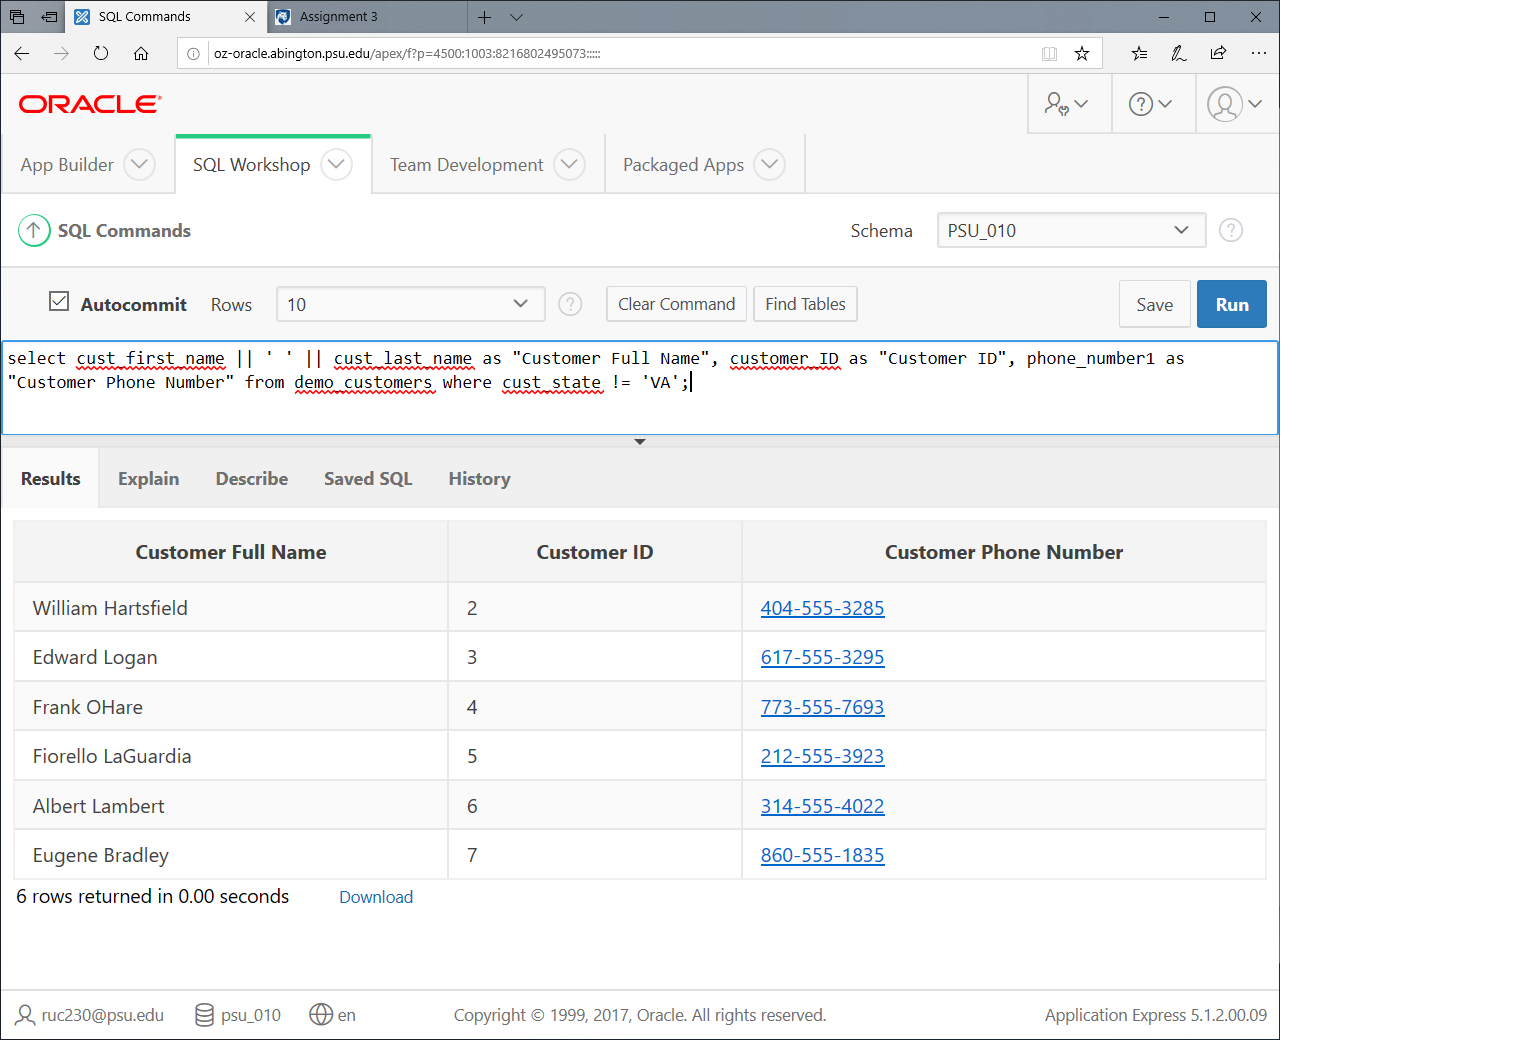 SQL Commands
Assignment 3
oz-oracle.abington.psu.edu/apex/f?p=4500:1003:8216802495073:::::
ORACLE
App Builder
SQL Workshop
Team Development
Packaged Apps
SQL Commands
Schema
PSU_010
Autocommit
Rows
10
Clear Command
Find Tables
Save
Run
select cust_first_name || ' ' || cust_last_name as "Customer Full Name", customer_ID as "Customer ID", phone_number1 as
"Customer Phone Number" from demo_customers where cust_state != 'VA';
Results Explain Describe Saved SQL History
Customer Full Name Customer ID Customer Phone Number
William Hartsfield 2 404-555-3285
Edward Logan 3 617-555-3295
Frank OHare 4 773-555-7693
Fiorello LaGuardia 5 212-555-3923
Albert Lambert 6 314-555-4022
Eugene Bradley 7 860-555-1835
6 rows returned in 0.00 seconds Download
ruc230@psu.edu psu_010 en Copyright © 1999, 2017, Oracle. All rights reserved. Application Express 5.1.2.00.09